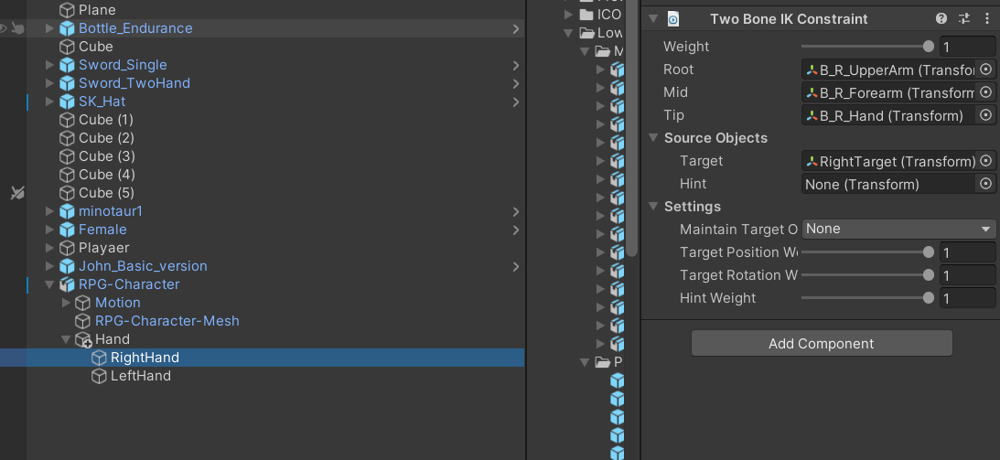 Plane
Bottle_Endurance
Cube
Sword_Single
Sword_TwoHand
SK_Hat
Cube (1)
Cube (2)
Cube (3)
Cube (4)
Cube (5)
minotaur1
Female
Playaer
John_Basic_version
RPG-Character
Motion
RPG-Character-Mesh
Hand
RightHand
LeftHand
ICO
Low
M
P
Two Bone IK Constraint
Weight 1
Root B_R_UpperArm (Transfor
Mid B_R_Forearm (Transform
Tip B_R_Hand (Transform)
Source Objects
Target RightTarget (Transform)
Hint None (Transform)
Settings
Maintain Target O None
Target Position We 1
Target Rotation W 1
Hint Weight 1
Add Component